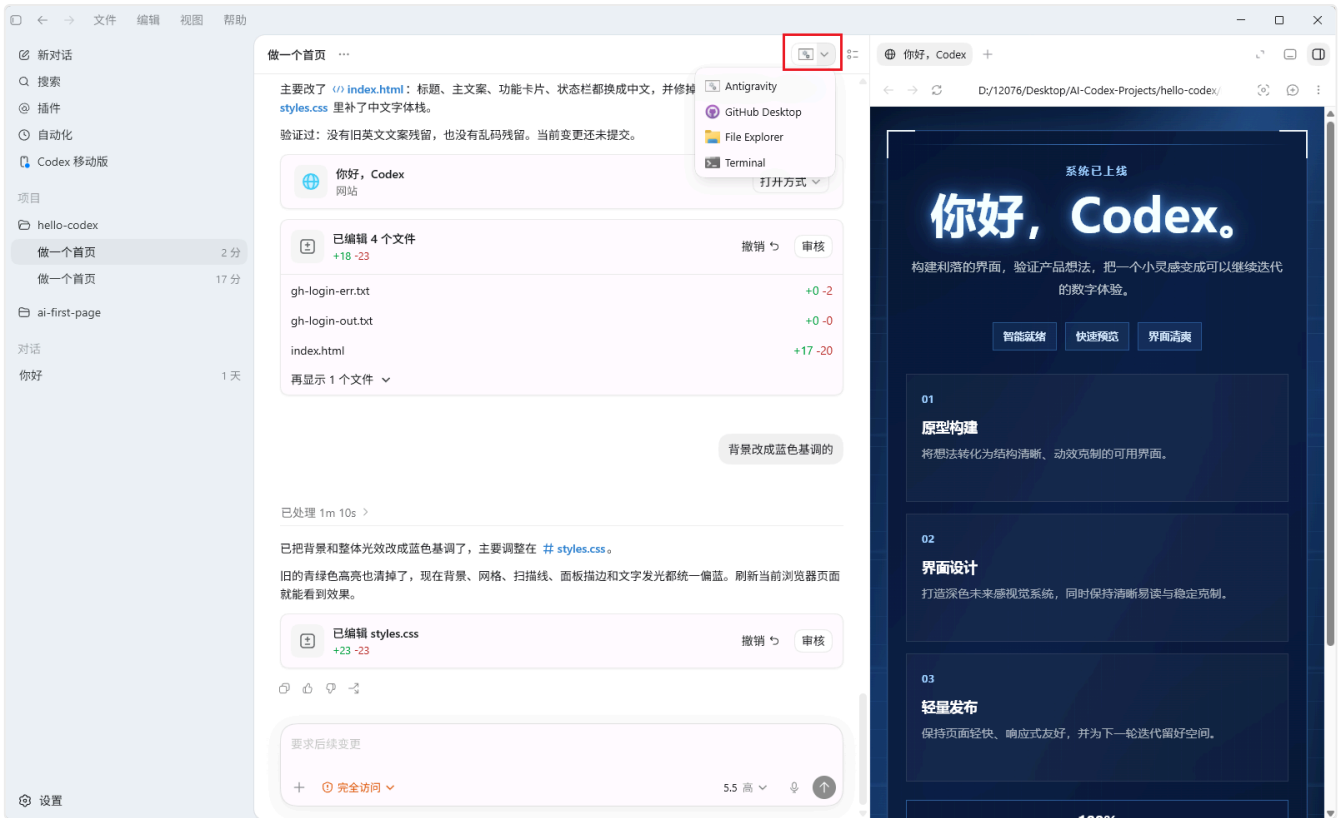 文件 编辑 视图 帮助
新对话
搜索
插件
自动化
Codex 移动版
项目
hello-codex
做一个首页 2 分
做一个首页 17 分
ai-first-page
对话
你好 1 天
设置
做一个首页 ...
Antigravity
GitHub Desktop
File Explorer
Terminal
主要改了 index.html：标题、主文案、功能卡片、状态栏都换成中文，并修掉
styles.css 里补了中文字体栈。
验证过：没有旧英文文案残留，也没有乱码残留。当前变更还未提交。
你好，Codex
网站
打开方式
已编辑 4 个文件
+18 -23
撤销 审核
gh-login-err.txt +0 -2
gh-login-out.txt +0 -0
index.html +17 -20
再显示 1 个文件
背景改成蓝色基调的
已处理 1m 10s
已把背景和整体光效改成蓝色基调了，主要调整在 # styles.css。
旧的青绿色高亮也清掉了，现在背景、网格、扫描线、面板描边和文字发光都统一偏蓝。刷新当前浏览器页面
就能看到效果。
已编辑 styles.css
+23 -23
撤销 审核
要求后续变更
完全访问 5.5 高
你好，Codex
D:/12076/Desktop/AI-Codex-Projects/hello-codex/
系统已上线
你好，Codex。
构建利落的界面，验证产品想法，把一个小灵感变成可以继续迭代
的数字体验。
智能就绪 快速预览 界面清爽
01
原型构建
将想法转化为结构清晰、动效克制的可用界面。
02
界面设计
打造深色未来感视觉系统，同时保持清晰易读与稳定克制。
03
轻量发布
保持页面轻快、响应式友好，并为下一轮迭代留好空间。
100%